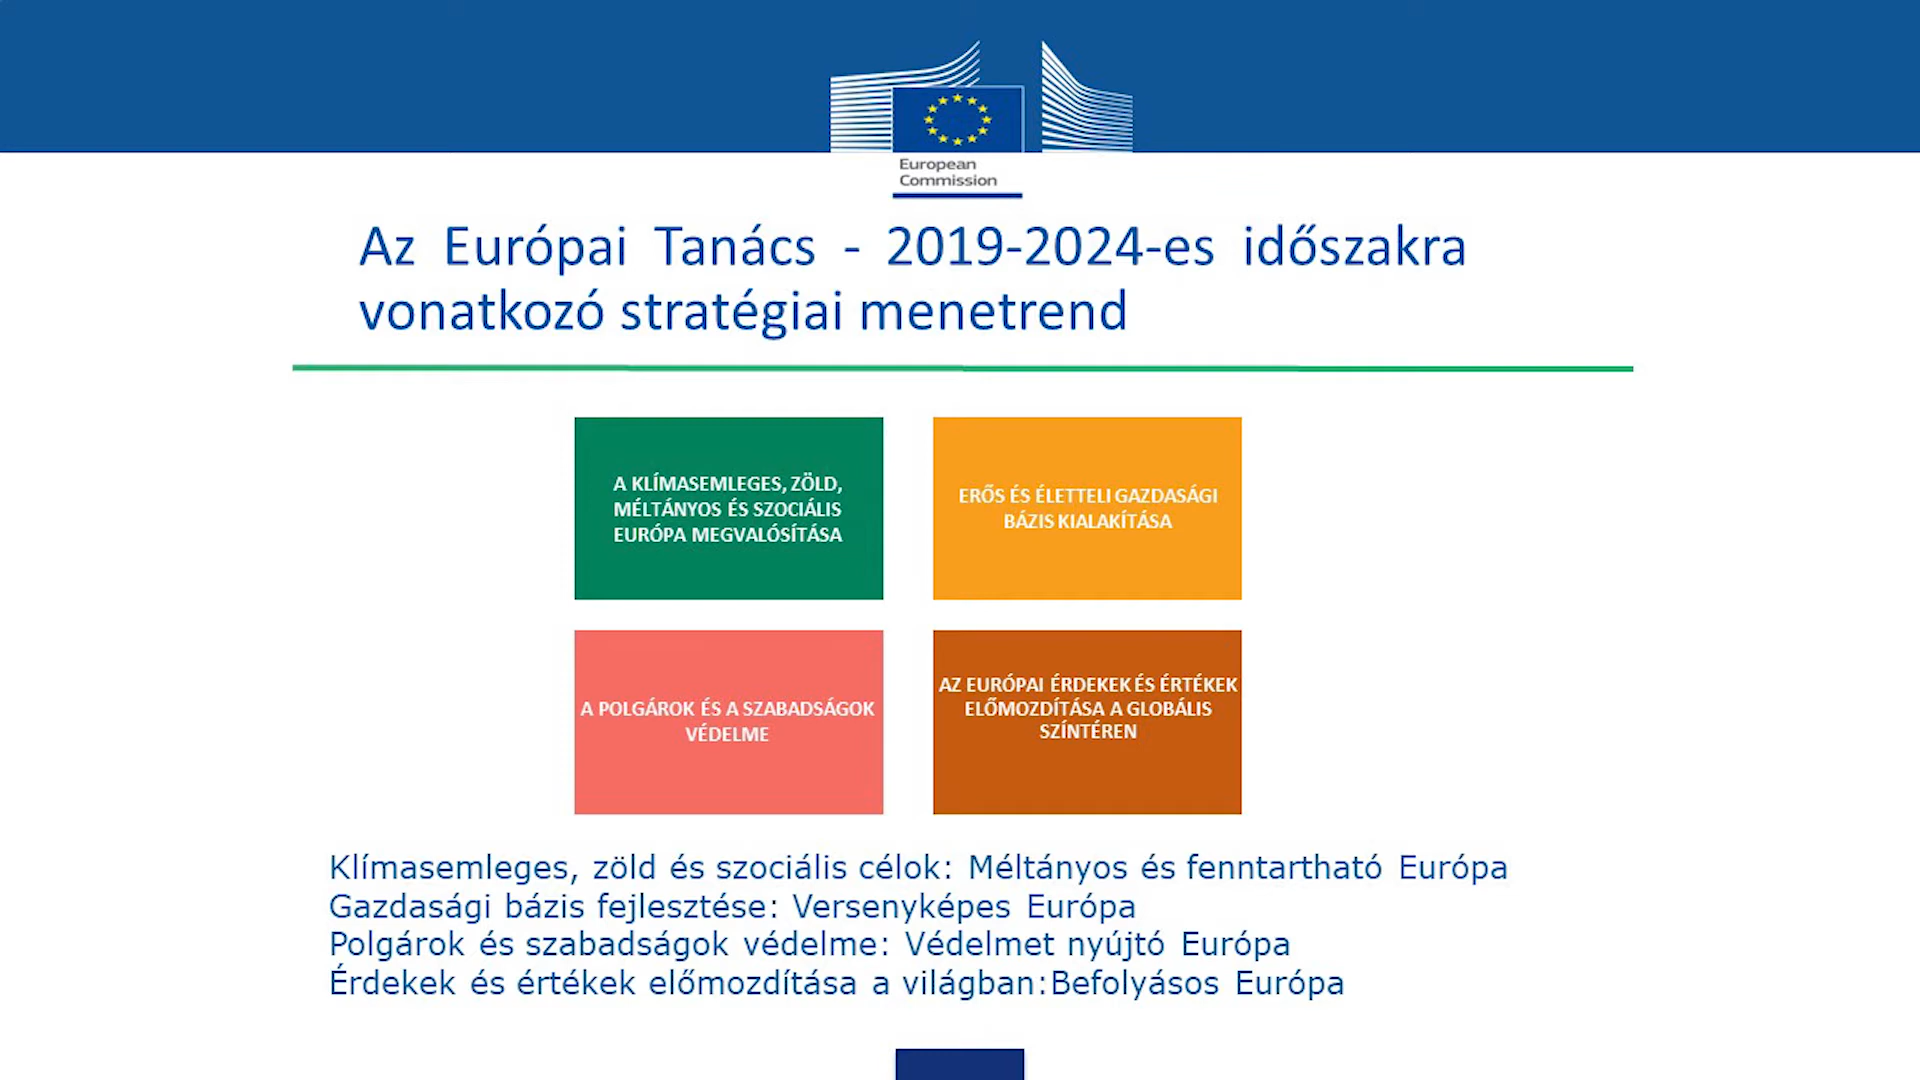 European
Commission
Az Európai Tanács - 2019-2024-es időszakra
vonatkozó stratégiai menetrend
A KLÍMASEMLEGES, ZÖLD,
MÉLTÁNYOS ÉS SZOCIÁLIS
EURÓPA MEGVALÓSÍTÁSA
ERŐS ÉS ÉLETTELI GAZDASÁGI
BÁZIS KIALAKÍTÁSA
A POLGÁROK ÉS A SZABADSÁGOK
VÉDELME
AZ EURÓPAI ÉRDEKEK ÉS ÉRTÉKEK
ELŐMOZDÍTÁSA A GLOBÁLIS
SZÍNTÉREN
Klímasemleges, zöld és szociális célok: Méltányos és fenntartható Európa
Gazdasági bázis fejlesztése: Versenyképes Európa
Polgárok és szabadságok védelme: Védelmet nyújtó Európa
Érdekek és értékek előmozdítása a világban:Befolyásos Európa